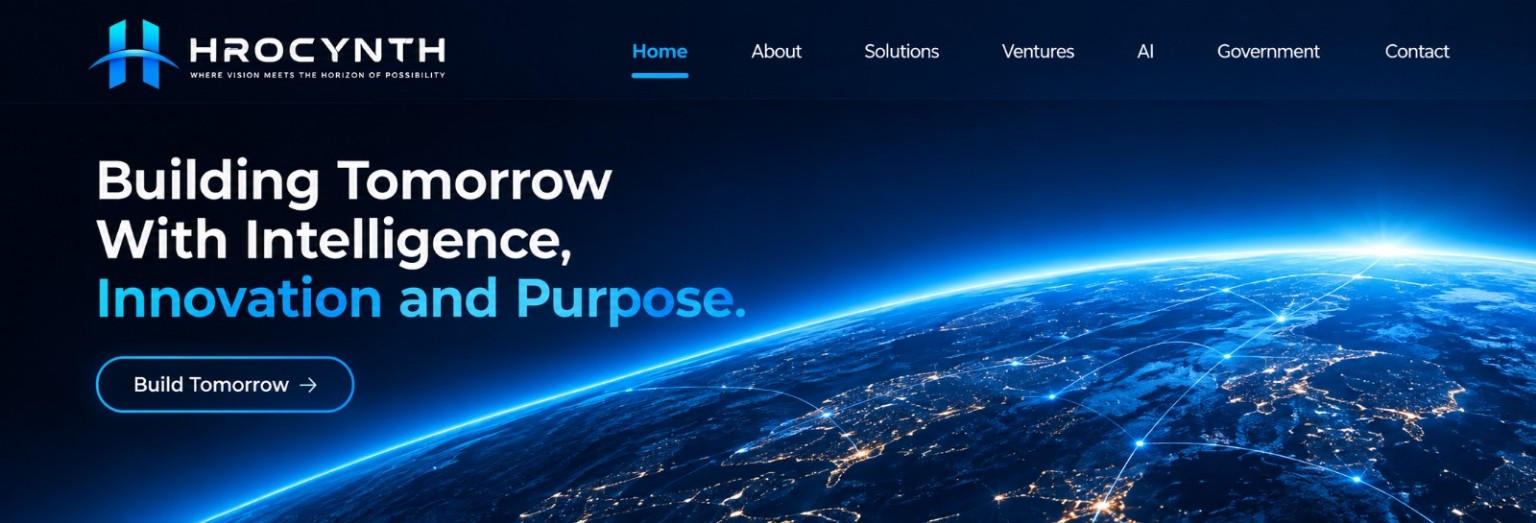 HROCYNTH
WHERE VISION MEETS THE HORIZON OF POSSIBILITY
Home About Solutions Ventures AI Government Contact
Building Tomorrow
With Intelligence,
Innovation and Purpose.
Build Tomorrow →